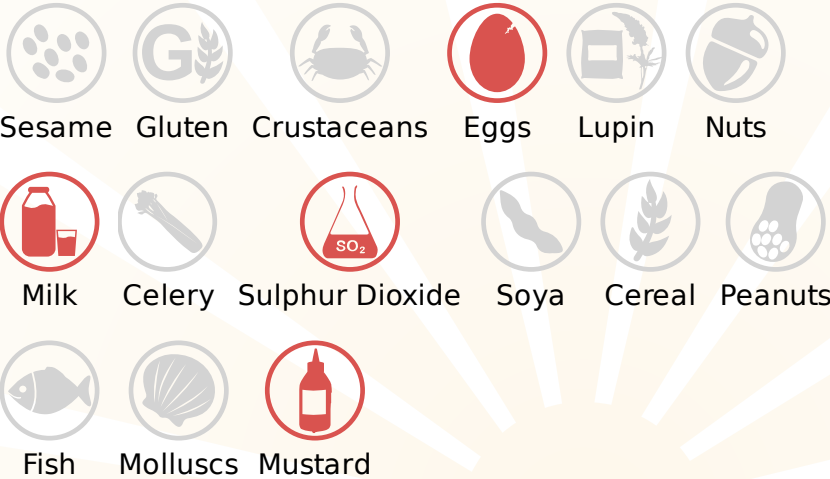 G
Sesame Gluten Crustaceans Eggs Lupin Nuts
SO₂
Milk Celery Sulphur Dioxide Soya Cereal Peanuts
Fish Molluscs Mustard